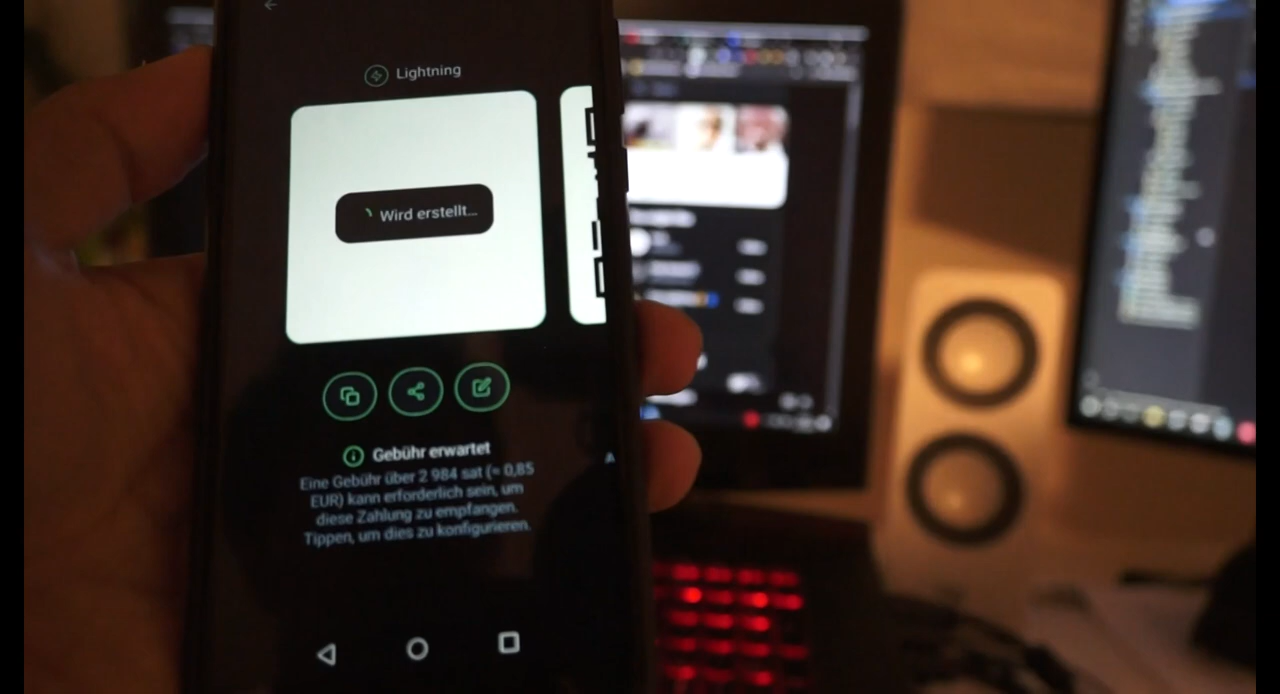 Lightning
Wird erstellt...
Gebühr erwartet
Eine Gebühr über 2 984 sat (≈ 0,85
EUR) kann erforderlich sein, um
diese Zahlung zu empfangen.
Tippen, um dies zu konfigurieren.